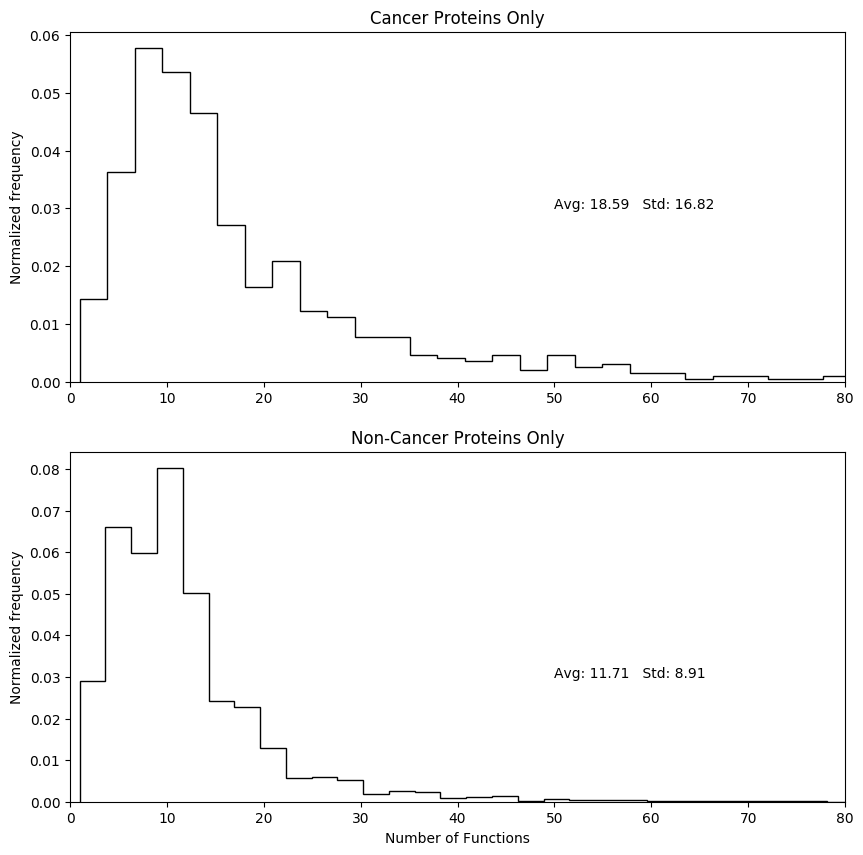 Cancer Proteins Only
0.06
0.05
0.04
0.03
0.02
0.01
0.00
Normalized frequency
Avg: 18.59 Std: 16.82
0 10 20 30 40 50 60 70 80
Non-Cancer Proteins Only
0.08
0.07
0.06
0.05
0.04
0.03
0.02
0.01
0.00
Normalized frequency
Avg: 11.71 Std: 8.91
0 10 20 30 40 50 60 70 80
Number of Functions